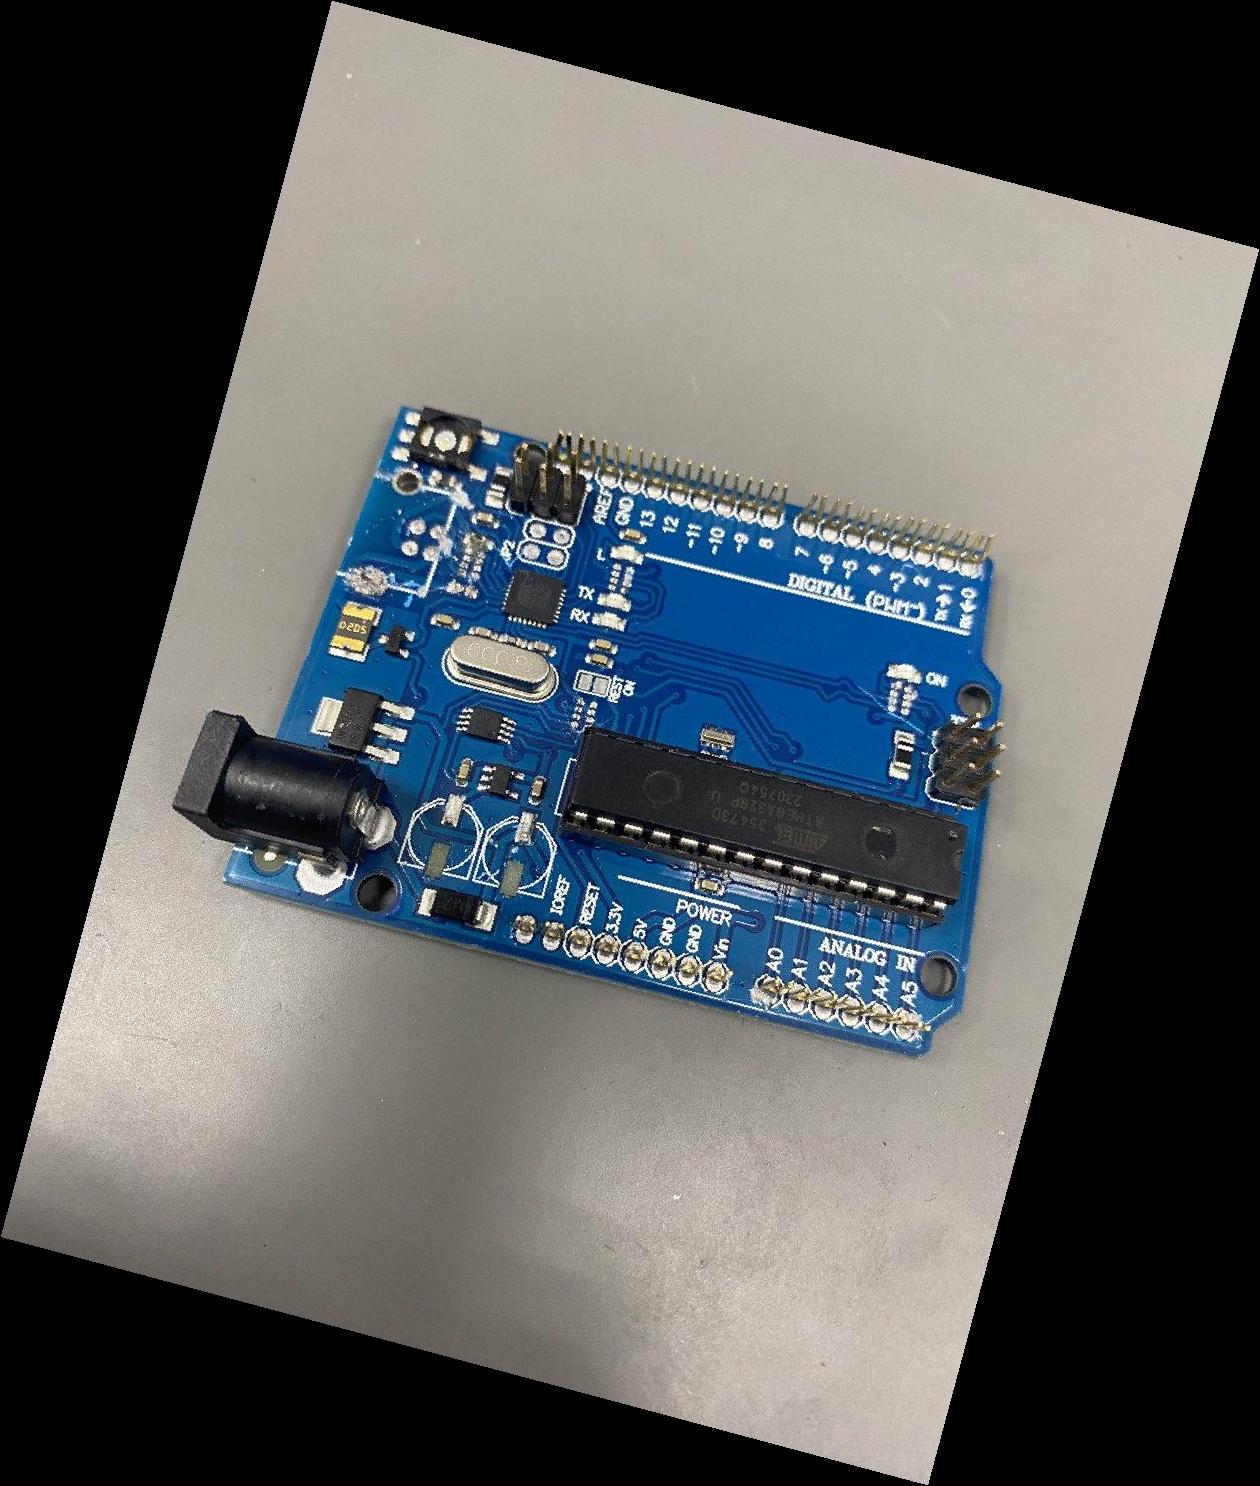 AREF
GND
13
12
~11
~10
~9
8
7
~6
~5
4
~3
2
TX→1
RX←0
L
TX
RX
DIGITAL (PWM~)
ON
RESET
IOREF
RESET
3.3V
5V
GND
GND
Vin
POWER
ANALOG IN
A0
A1
A2
A3
A4
A5
35473D
ATMEGA328P